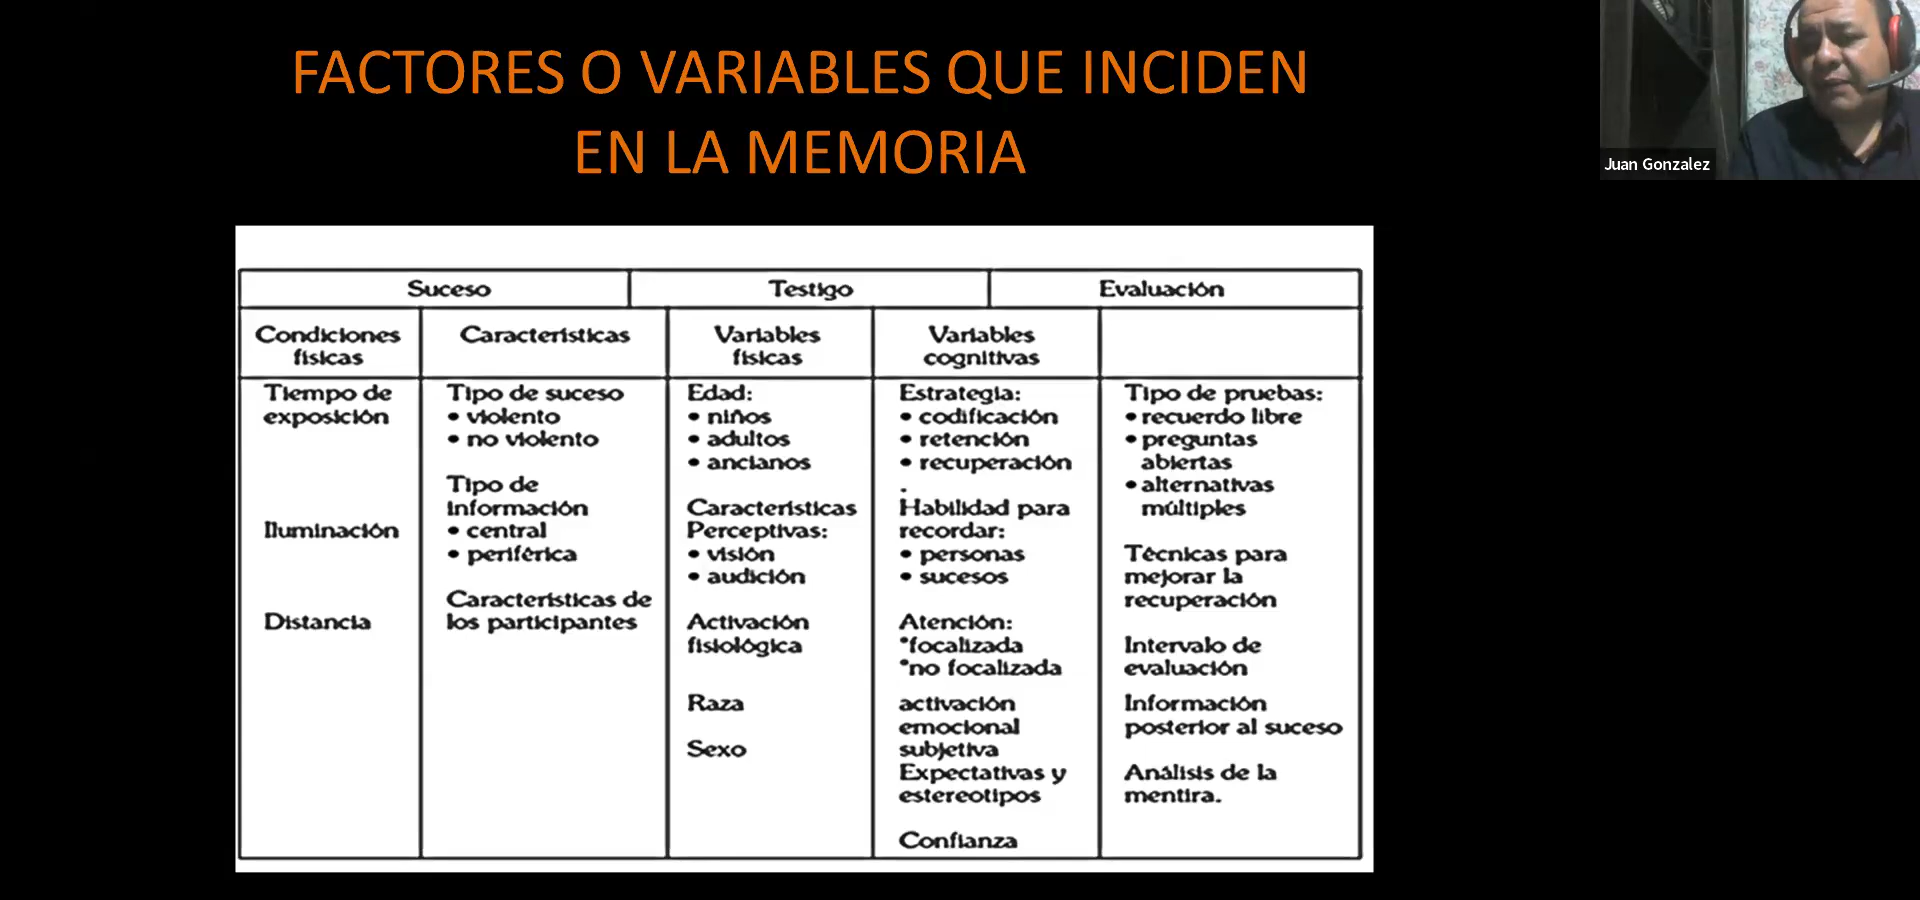 FACTORES O VARIABLES QUE INCIDEN
EN LA MEMORIA
Juan Gonzalez
Suceso
Testigo
Evaluación
Condiciones
físicas
Características
Variables
físicas
Variables
cognitivas
Tiempo de
exposición
Iluminación
Distancia
Tipo de suceso
• violento
• no violento
Tipo de
información
• central
• periférica
Características de
los participantes
Edad:
• niños
• adultos
• ancianos
Características
Perceptivas:
• visión
• audición
Activación
fisiológica
Raza
Sexo
Estrategia:
• codificación
• retención
• recuperación
.
Habilidad para
recordar:
• personas
• sucesos
Atención:
*focalizada
*no focalizada
activación
emocional
subjetiva
Expectativas y
estereotipos
Confianza
Tipo de pruebas:
• recuerdo libre
• preguntas
abiertas
• alternativas
múltiples
Técnicas para
mejorar la
recuperación
Intervalo de
evaluación
Información
posterior al suceso
Análisis de la
mentira.